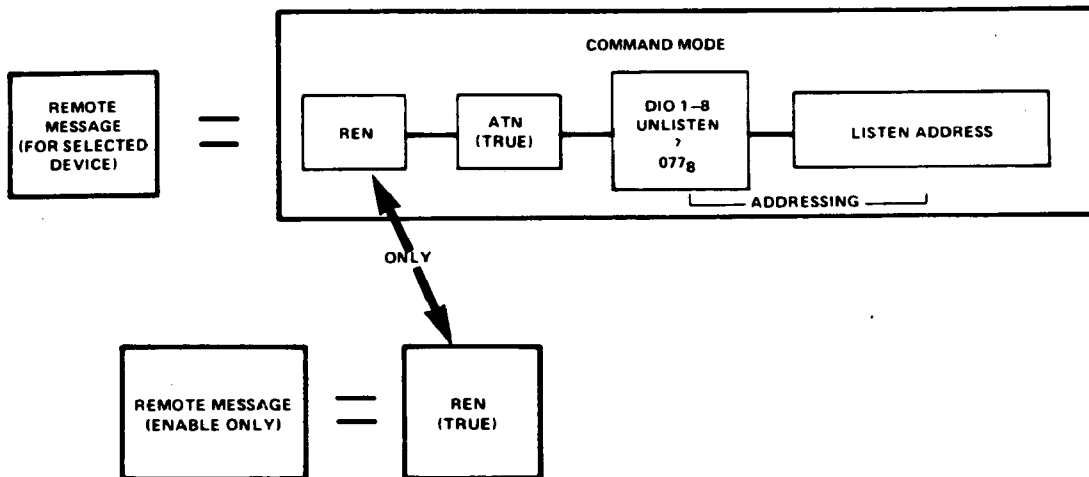 COMMAND MODE
REMOTE
MESSAGE
(FOR SELECTED
DEVICE)
=
REN
ATN
(TRUE)
DIO 1–8
UNLISTEN
?
077₈
LISTEN ADDRESS
ADDRESSING
ONLY
REMOTE MESSAGE
(ENABLE ONLY)
=
REN
(TRUE)